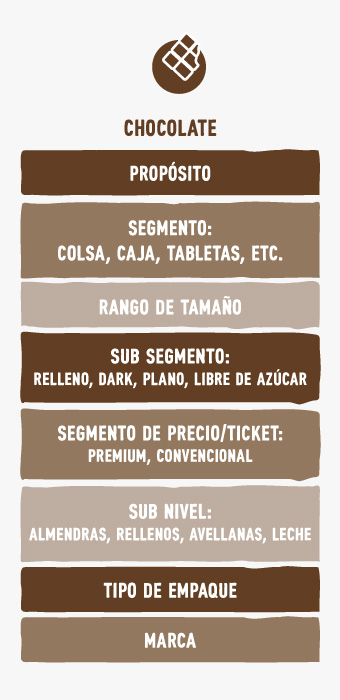 CHOCOLATE
PROPÓSITO
SEGMENTO:
COLSA, CAJA, TABLETAS, ETC.
RANGO DE TAMAÑO
SUB SEGMENTO:
RELLENO, DARK, PLANO, LIBRE DE AZÚCAR
SEGMENTO DE PRECIO/TICKET:
PREMIUM, CONVENCIONAL
SUB NIVEL:
ALMENDRAS, RELLENOS, AVELLANAS, LECHE
TIPO DE EMPAQUE
MARCA